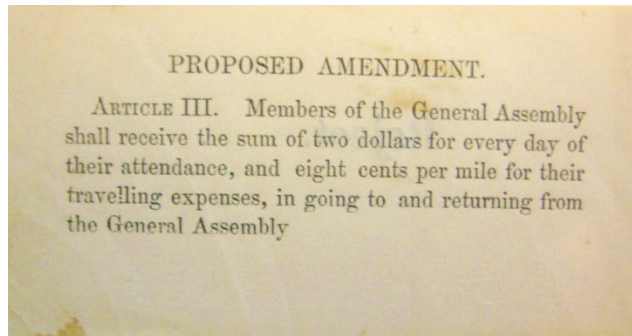 PROPOSED AMENDMENT.
ARTICLE III. Members of the General Assembly
shall receive the sum of two dollars for every day of
their attendance, and eight cents per mile for their
travelling expenses, in going to and returning from
the General Assembly